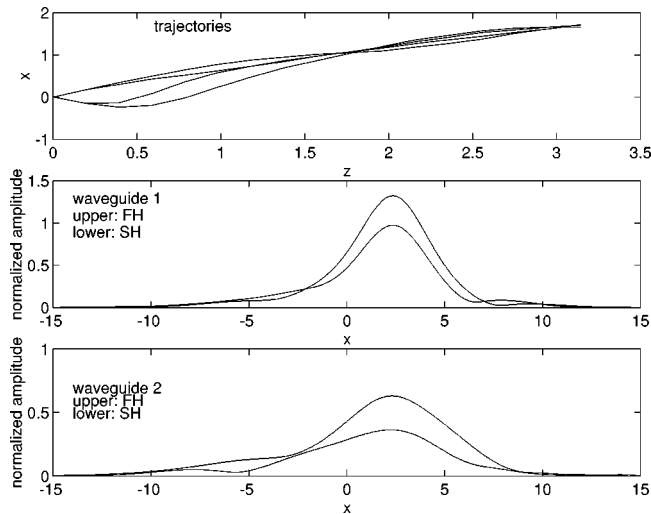 2
trajectories
1
x
0
-1
0 0.5 1 1.5 2 2.5 3 3.5
z
1.5
waveguide 1
upper: FH
1
lower: SH
normalized amplitude
0.5
0
-15 -10 -5 0 5 10 15
x
1
waveguide 2
upper: FH
lower: SH
normalized amplitude
0.5
0
-15 -10 -5 0 5 10 15
x